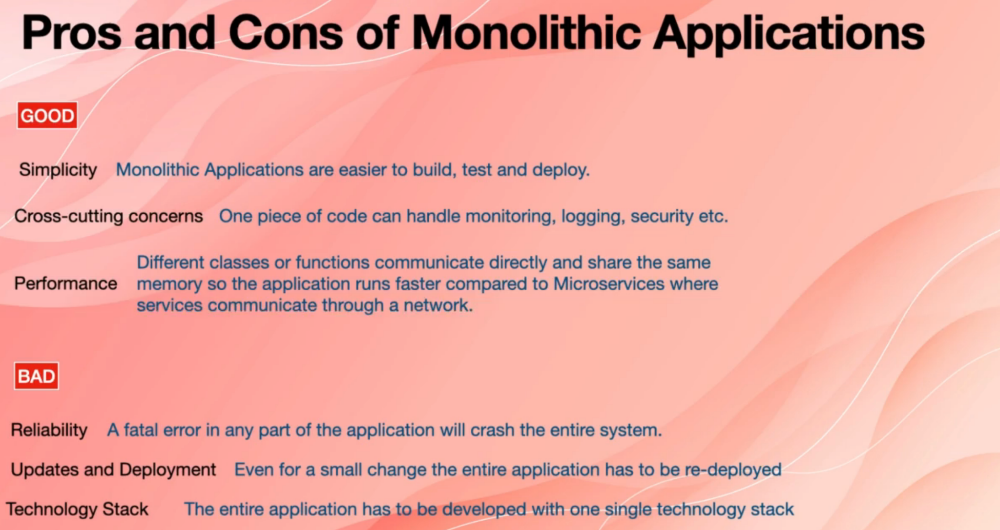 Pros and Cons of Monolithic Applications
GOOD
Simplicity Monolithic Applications are easier to build, test and deploy.
Cross-cutting concerns One piece of code can handle monitoring, logging, security etc.
Performance Different classes or functions communicate directly and share the same
memory so the application runs faster compared to Microservices where
services communicate through a network.
BAD
Reliability A fatal error in any part of the application will crash the entire system.
Updates and Deployment Even for a small change the entire application has to be re-deployed
Technology Stack The entire application has to be developed with one single technology stack